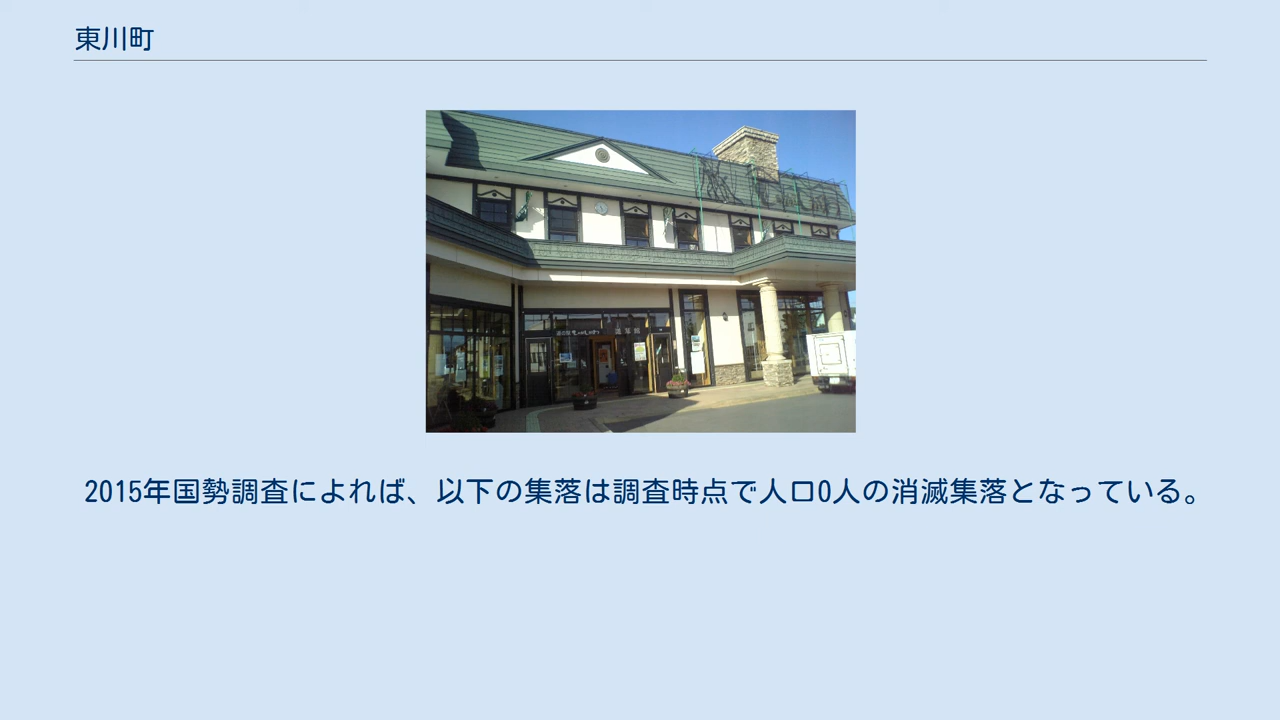 東川町
2015年国勢調査によれば、以下の集落は調査時点で人口0人の消滅集落となっている。